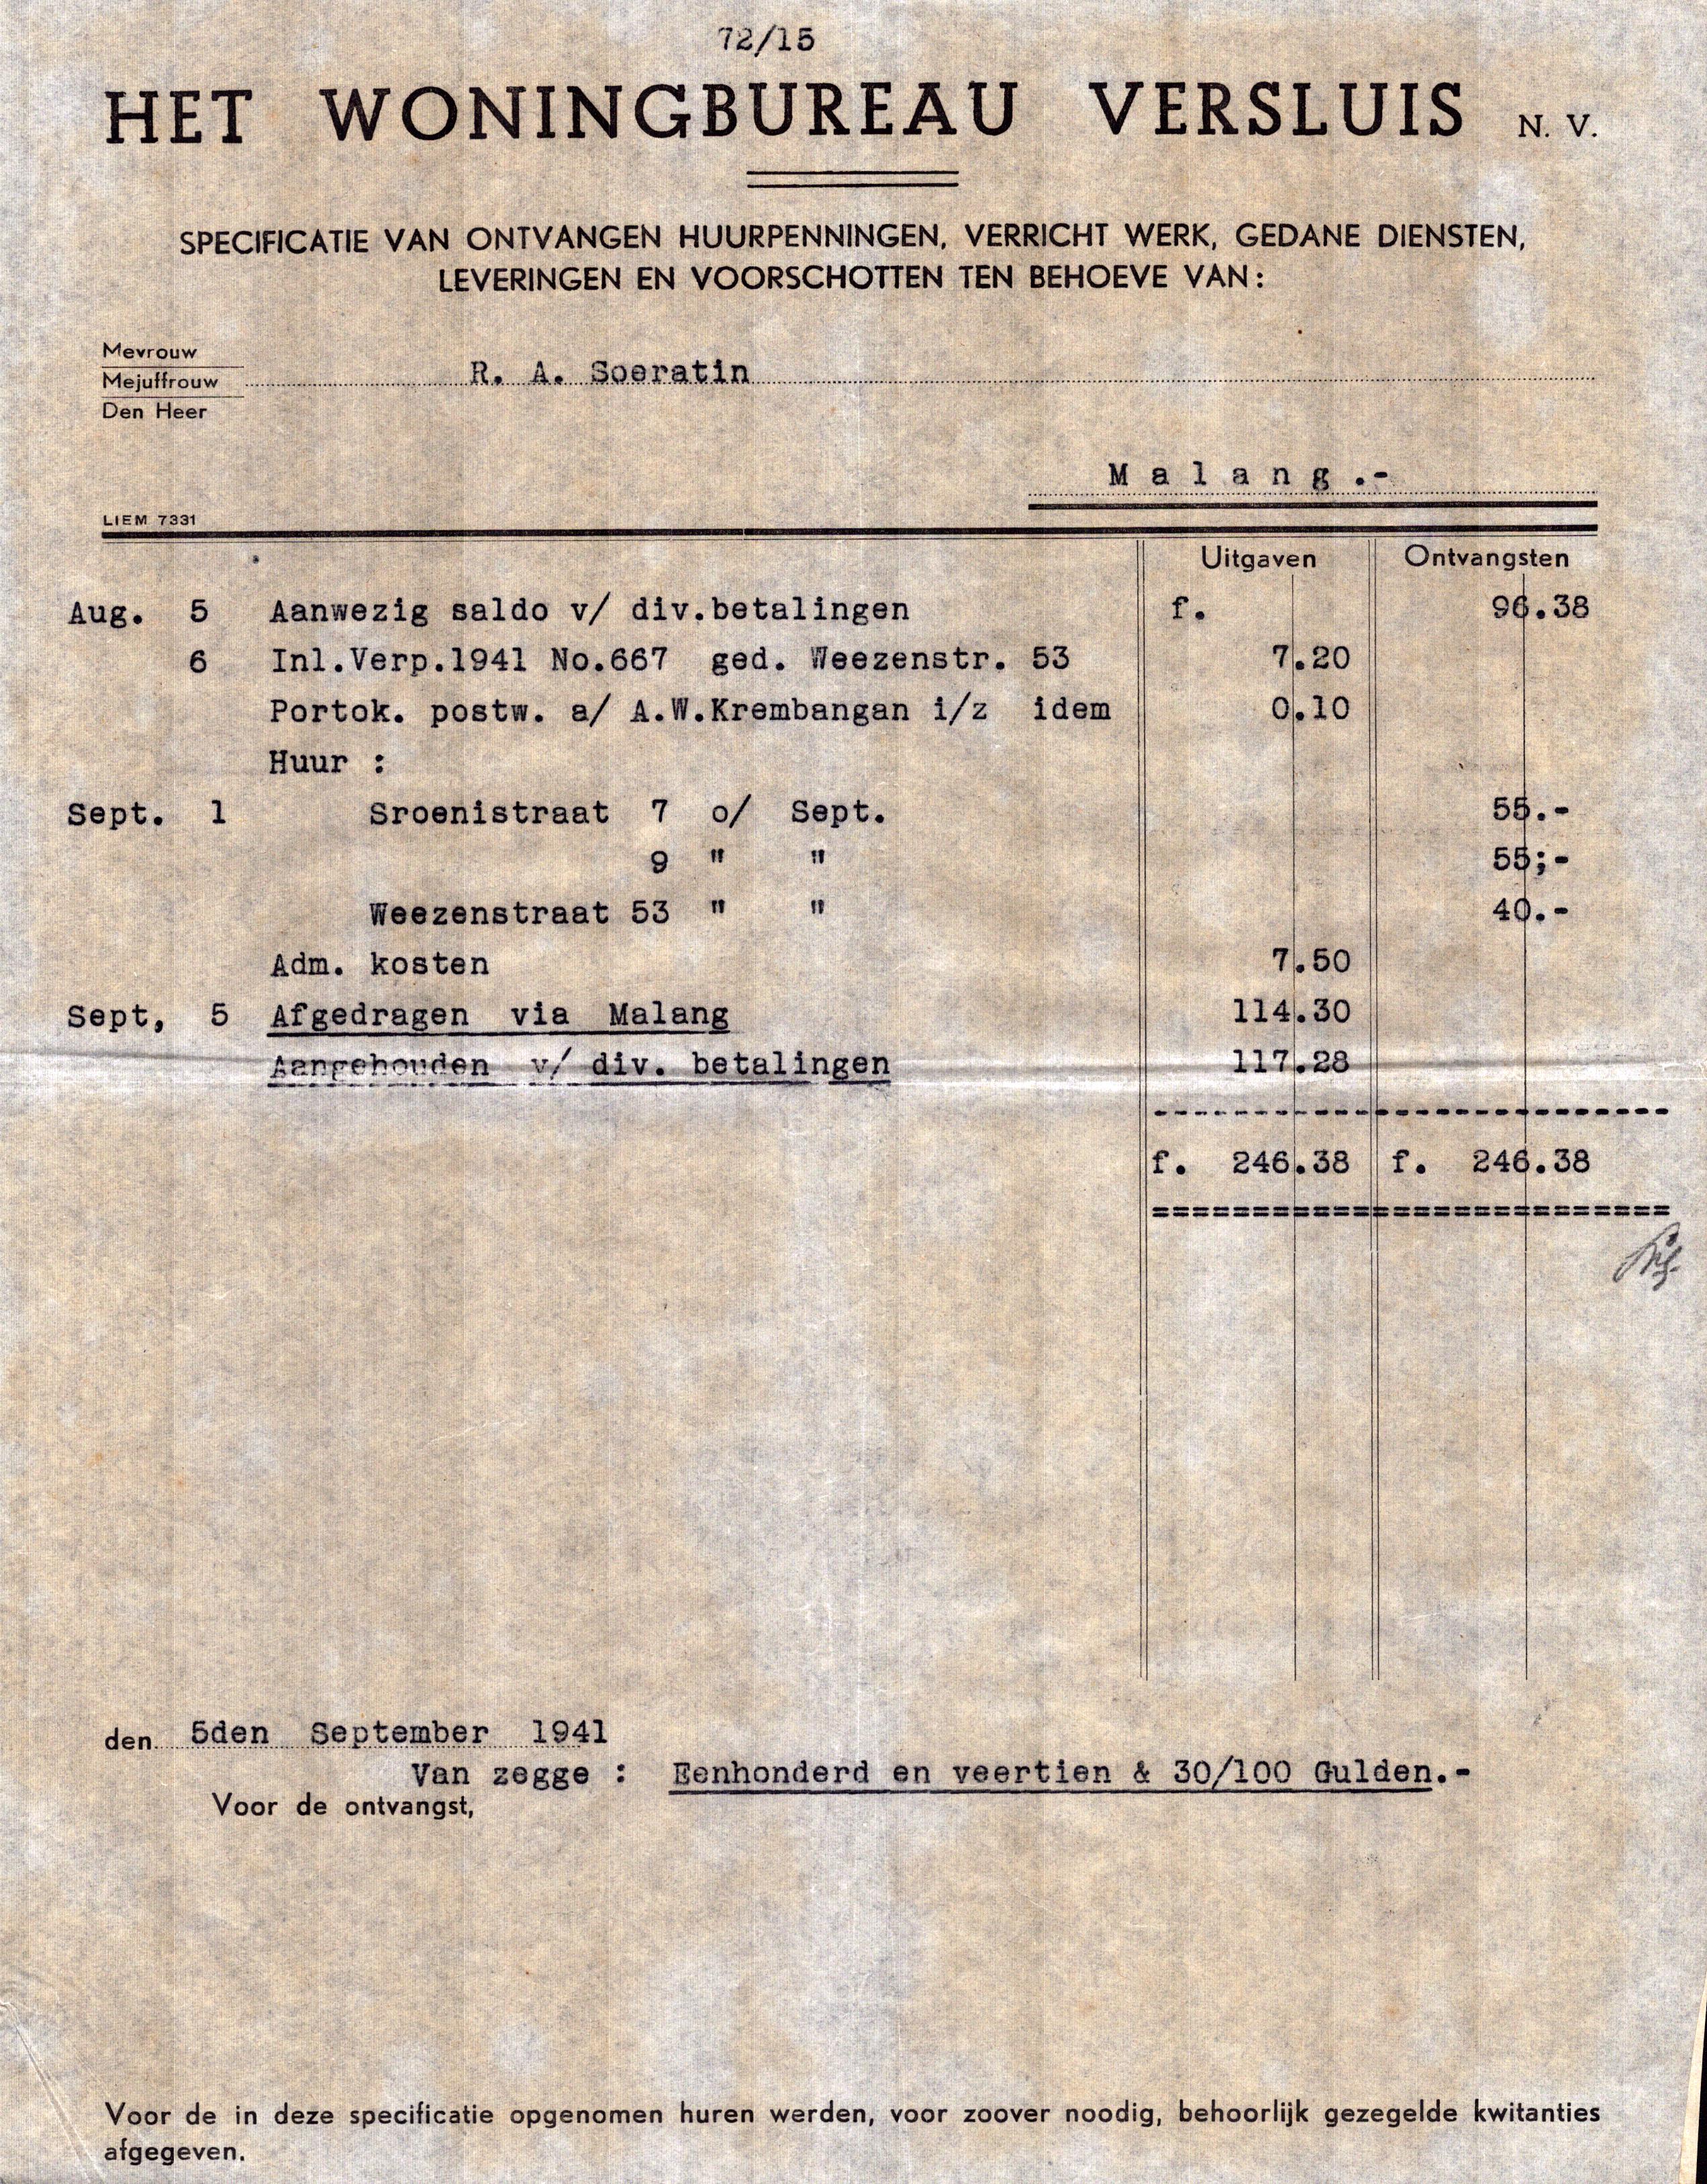 72/15
HET WONINGBUREAU VERSLUIS N. V.
SPECIFICATIE VAN ONTVANGEN HUURPENNINGEN, VERRICHT WERK, GEDANE DIENSTEN,
LEVERINGEN EN VOORSCHOTTEN TEN BEHOEVE VAN:
Mevrouw
Mejuffrouw R. A. Soeratin
Den Heer
Malang.-
LIEM 7331
Uitgaven Ontvangsten
Aug. 5 Aanwezig saldo v/ div.betalingen f. 96.38
6 Inl.Verp.1941 No.667 ged. Weezenstr. 53 7.20
Portok. postw. a/ A.W.Krembangan i/z idem 0.10
Huur :
Sept. 1 Sroenistraat 7 o/ Sept. 55.-
9 " " 55;-
Weezenstraat 53 " " 40.-
Adm. kosten 7.50
Sept, 5 Afgedragen via Malang 114.30
Aangehouden v/ div. betalingen 117.28
f. 246.38 f. 246.38
den 5den September 1941
Van zegge : Eenhonderd en veertien & 30/100 Gulden.-
Voor de ontvangst,
Voor de in deze specificatie opgenomen huren werden, voor zoover noodig, behoorlijk gezegelde kwitanties
afgegeven.